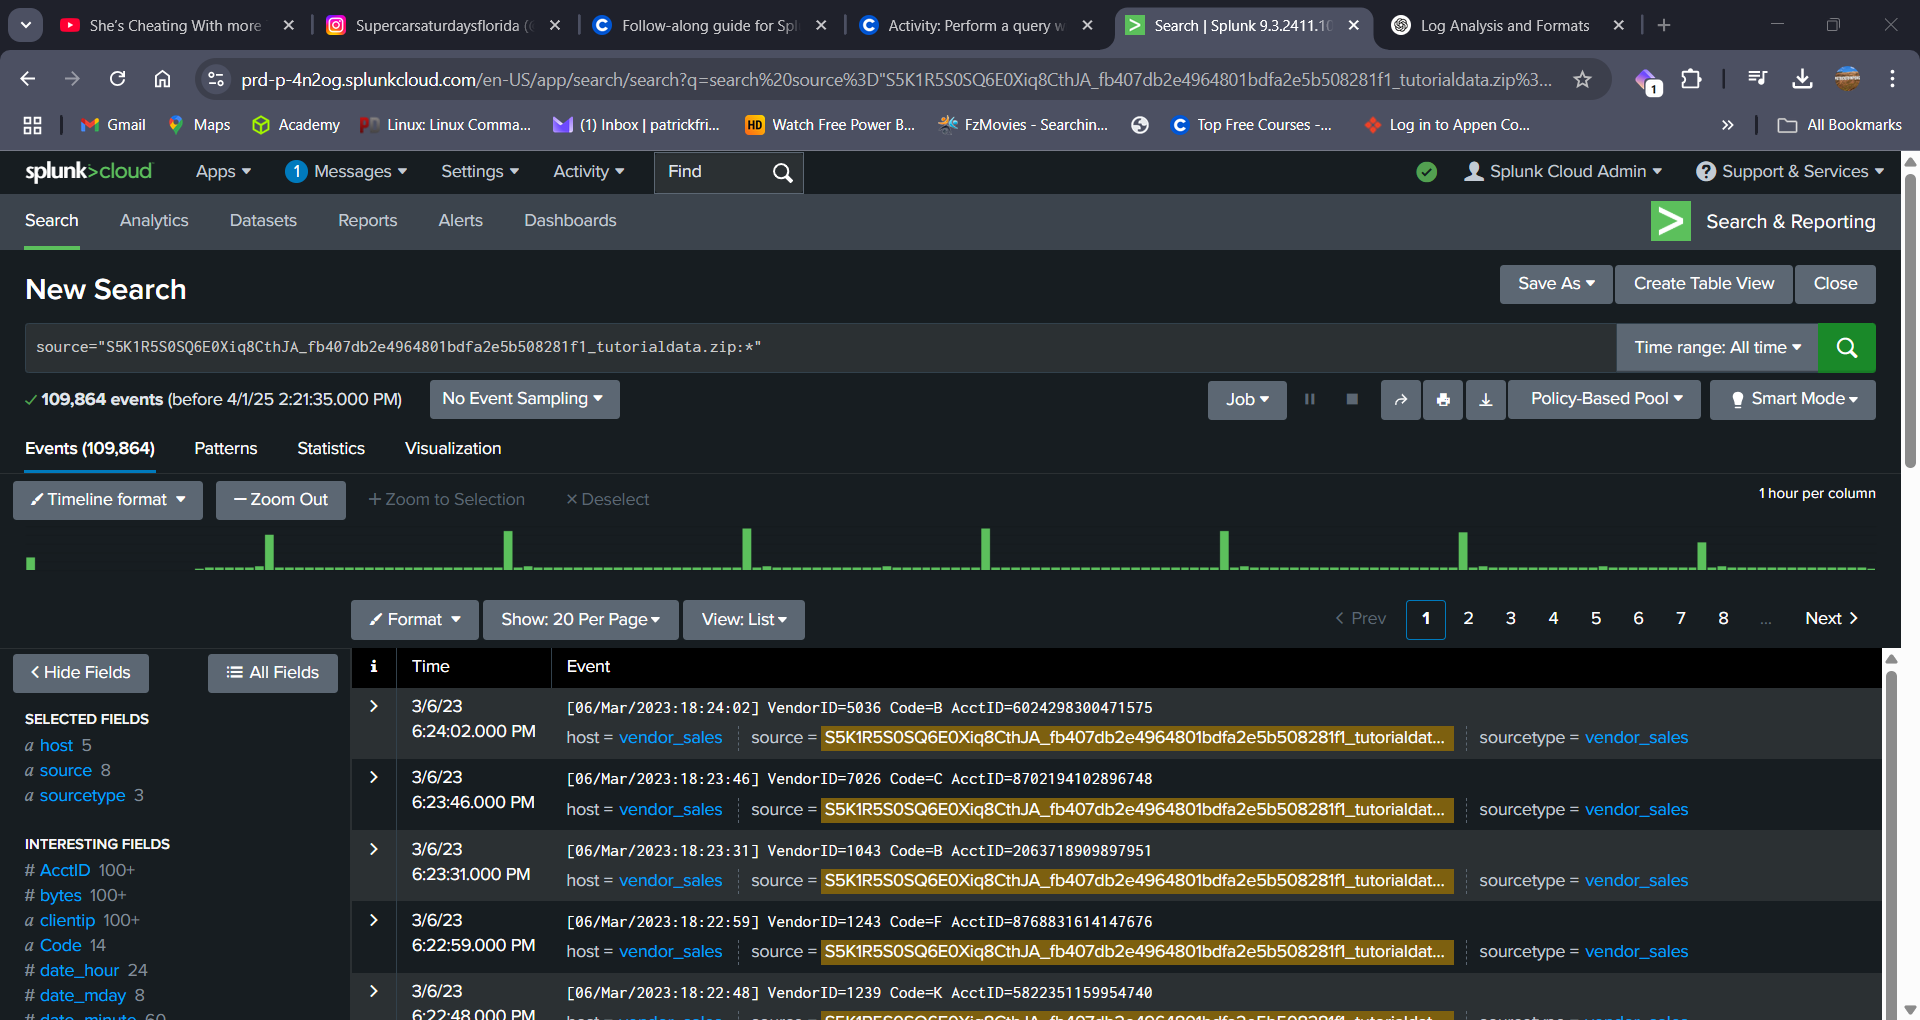 She's Cheating With more
Supercarsaturdaysflorida (
Follow-along guide for Spl
Activity: Perform a query w
Search | Splunk 9.3.2411.10
Log Analysis and Formats
prd-p-4n2og.splunkcloud.com/en-US/app/search/search?q=search%20source%3D"S5K1R5S0SQ6E0Xiq8CthJA_fb407db2e4964801bdfa2e5b508281f1_tutorialdata.zip%3...
1
Gmail
Maps
Academy
Linux: Linux Comma...
(1) Inbox | patrickfri...
HD Watch Free Power B...
FzMovies - Searchin...
Top Free Courses -...
Log in to Appen Co...
»
All Bookmarks
splunk>cloud
Apps
1 Messages
Settings
Activity
Find
Splunk Cloud Admin
Support & Services
Search
Analytics
Datasets
Reports
Alerts
Dashboards
Search & Reporting
New Search
Save As
Create Table View
Close
source="S5K1R5S0SQ6E0Xiq8CthJA_fb407db2e4964801bdfa2e5b508281f1_tutorialdata.zip:*"
Time range: All time
109,864 events (before 4/1/25 2:21:35.000 PM)
No Event Sampling
Job
Policy-Based Pool
Smart Mode
Events (109,864)
Patterns
Statistics
Visualization
Timeline format
— Zoom Out
+ Zoom to Selection
× Deselect
1 hour per column
Format
Show: 20 Per Page
View: List
< Prev
1
2
3
4
5
6
7
8
...
Next >
< Hide Fields
All Fields
i
Time
Event
SELECTED FIELDS
a host 5
a source 8
a sourcetype 3
INTERESTING FIELDS
# AcctID 100+
# bytes 100+
a clientip 100+
a Code 14
# date_hour 24
# date_mday 8
# date_minute 60
3/6/23
6:24:02.000 PM
[06/Mar/2023:18:24:02] VendorID=5036 Code=B AcctID=6024298300471575
host = vendor_sales source = S5K1R5S0SQ6E0Xiq8CthJA_fb407db2e4964801bdfa2e5b508281f1_tutorialdat... sourcetype = vendor_sales
3/6/23
6:23:46.000 PM
[06/Mar/2023:18:23:46] VendorID=7026 Code=C AcctID=8702194102896748
host = vendor_sales source = S5K1R5S0SQ6E0Xiq8CthJA_fb407db2e4964801bdfa2e5b508281f1_tutorialdat... sourcetype = vendor_sales
3/6/23
6:23:31.000 PM
[06/Mar/2023:18:23:31] VendorID=1043 Code=B AcctID=2063718909897951
host = vendor_sales source = S5K1R5S0SQ6E0Xiq8CthJA_fb407db2e4964801bdfa2e5b508281f1_tutorialdat... sourcetype = vendor_sales
3/6/23
6:22:59.000 PM
[06/Mar/2023:18:22:59] VendorID=1243 Code=F AcctID=8768831614147676
host = vendor_sales source = S5K1R5S0SQ6E0Xiq8CthJA_fb407db2e4964801bdfa2e5b508281f1_tutorialdat... sourcetype = vendor_sales
3/6/23
6:22:48.000 PM
[06/Mar/2023:18:22:48] VendorID=1239 Code=K AcctID=5822351159954740